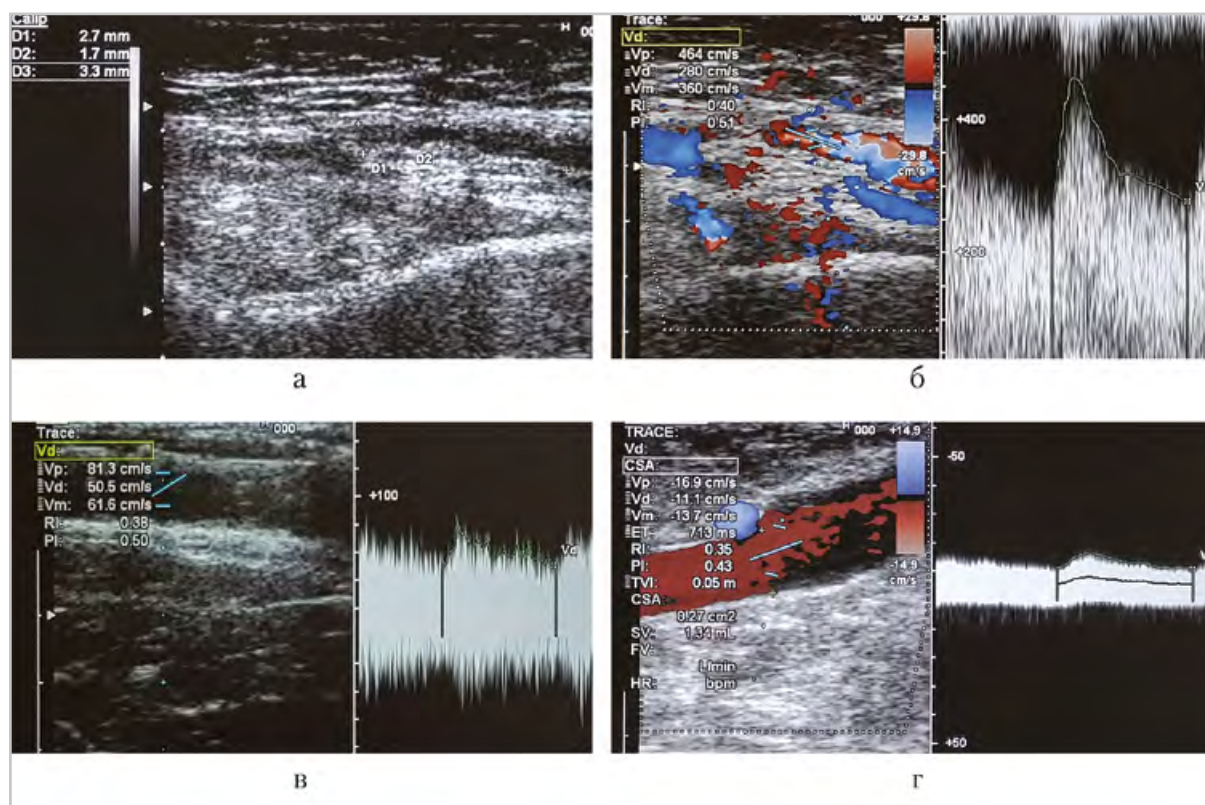 Calip
D1: 2.7 mm
D2: 1.7 mm
D3: 3.3 mm
H 000
D1 D2
а
Trace:
Vd:
Vp: 464 cm/s
Vd: 280 cm/s
Vm: 360 cm/s
RI: 0.40
PI: 0.51
000 +29.8
-29.8
cm/s
+400
+200
V
б
Trace:
Vd:
Vp: 81.3 cm/s
Vd: 50.5 cm/s
Vm: 61.6 cm/s
RI: 0.38
PI: 0.50
H 000
+100
Vd
в
TRACE:
Vd:
CSA:
Vp: -16.9 cm/s
Vd: -11.1 cm/s
Vm: -13.7 cm/s
ET: 713 ms
RI: 0.35
PI: 0.43
TVI: 0.05 m
CSA:
0.27 cm2
SV: 1.34 mL
FV:
L/min
HR: bpm
H 000 +14.9
-14.9
cm/s
-50
+50
г